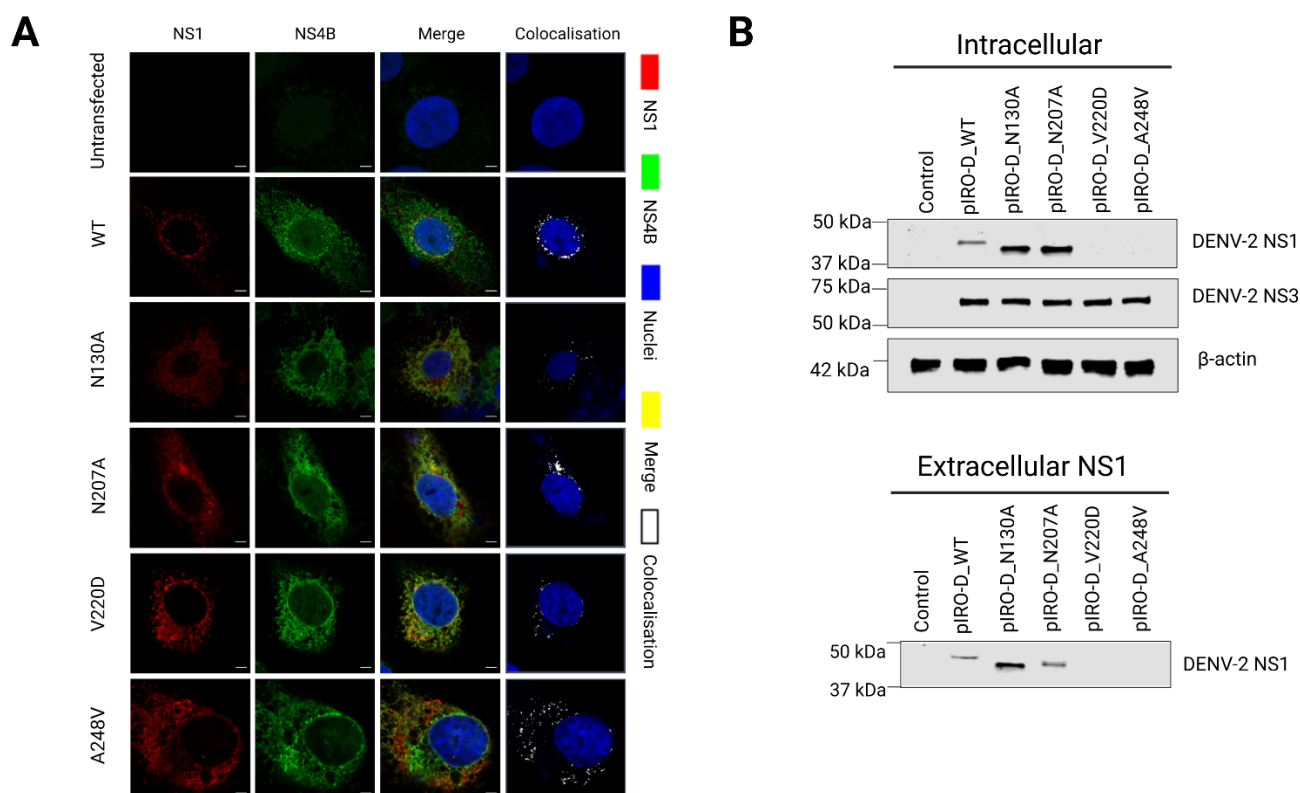 A
NS1 NS4B Merge Colocalisation
Untransfected
WT
N130A
N207A
V220D
A248V
NS1
NS4B
Nuclei
Merge
Colocalisation
B
Intracellular
Control
pIRO-D_WT
pIRO-D_N130A
pIRO-D_N207A
pIRO-D_V220D
pIRO-D_A248V
50 kDa
37 kDa
DENV-2 NS1
75 kDa
50 kDa
DENV-2 NS3
42 kDa
β-actin
Extracellular NS1
Control
pIRO-D_WT
pIRO-D_N130A
pIRO-D_N207A
pIRO-D_V220D
pIRO-D_A248V
50 kDa
37 kDa
DENV-2 NS1